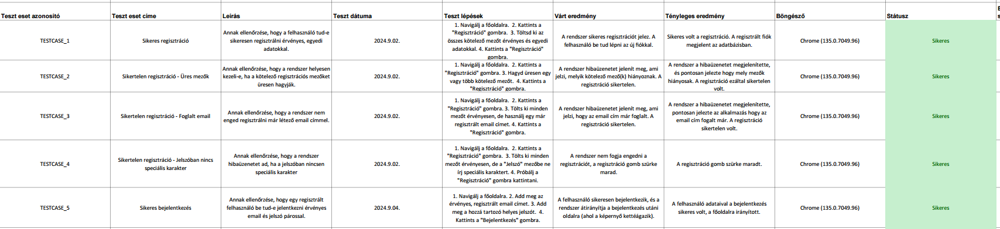 Teszt eset azonosító Teszt eset címe Leírás Teszt dátuma Teszt lépések Várt eredmény Tényleges eredmény Böngésző Státusz
TESTCASE_1
Sikeres regisztráció
Annak ellenőrzése, hogy a felhasználó tud-e
sikeresen regisztrálni érvényes, egyedi
adatokkal.
2024.9.02.
1. Navigálj a főoldalra.  2. Kattints a
"Regisztráció" gombra.  3. Töltsd ki az
összes kötelező mezőt érvényes és egyedi
adatokkal. 4. Kattints a "Regisztráció"
gombra.
A rendszer sikeres regisztrációt jelez. A
felhasználó be tud lépni az új fiókkal.
Sikeres volt a regisztráció. A regisztrált fiók
megjelent az adatbázisban.
Chrome (135.0.7049.96)
Sikeres
TESTCASE_2
Sikertelen regisztráció - Üres mezők
Annak ellenőrzése, hogy a rendszer helyesen
kezeli-e, ha a kötelező regisztrációs mezőket
üresen hagyják.
2024.9.02.
1. Navigálj a főoldalra.  2. Kattints a
"Regisztráció" gombra. 3. Hagyd üresen egy
vagy több kötelező mezőt.  4. Kattints a
"Regisztráció" gombra.
A rendszer hibaüzenetet jelenít meg, ami
jelzi, melyik kötelező mező(k) hiányoznak. A
regisztráció sikertelen.
A rendszer a hibaüzenetet megjelenítette,
és pontosan jelezte hogy mely mezők
hiányosak. A regisztráció ezáltal sikertelen
volt.
Chrome (135.0.7049.96)
Sikeres
TESTCASE_3
Sikertelen regisztráció - Foglalt email
Annak ellenőrzése, hogy a rendszer nem
enged regisztrálni már létező email címmel.
2024.9.02.
1. Navigálj a főoldalra.  2. Kattints a
"Regisztráció" gombra. 3. Tölts ki minden
mezőt érvényesen, de használj egy már
regisztrált email címet. 4. Kattints a
"Regisztráció" gombra.
A rendszer hibaüzenetet jelenít meg, ami
jelzi, hogy az email cím már foglalt. A
regisztráció sikertelen.
A rendszer a hibaüzenetet megjelenítette,
pontosan jelezte az alkalmazás hogy az
email cím foglalt már. A regisztráció
sikertelen volt.
Chrome (135.0.7049.96)
Sikeres
TESTCASE_4
Sikertelen regisztráció - Jelszóban nincs
speciális karakter
Annak ellenőrzése, hogy a rendszer
hibaüzenetet ad, ha a jelszóban nincsen
speciális karakter
2024.9.02.
1. Navigálj a főoldalra.  2. Kattints a
"Regisztráció" gombra.  3. Tölts ki minden
mezőt érvényesen, de a "Jelszó" mezőbe ne
írj speciális karaktert. 4. Próbálj a
"Regisztráció" gombra kattintani.
A rendszer nem fogja engedni a
regisztrációt, a regisztráció gomb szürke
marad.
A regisztráció gomb szürke maradt.
Chrome (135.0.7049.96)
Sikeres
TESTCASE_5
Sikeres bejelentkezés
Annak ellenőrzése, hogy egy regisztrált
felhasználó be tud-e jelentkezni érvényes
email és jelszó párossal.
2024.9.04.
1. Navigálj a főoldalra. 2. Add meg az
érvényes, regisztrált email címet. 3. Add
meg a hozzá tartozó helyes jelszót.  4.
Kattints a "Bejelentkezés" gombra.
A felhasználó sikeresen bejelentkezik, és a
rendszer átirányítja a bejelentkezés utáni
oldalra (ahol a képernyő kettéágazik).
A felhasználó adataival a bejelentkezés
sikeres volt, a főoldalra irányított.
Chrome (135.0.7049.96)
Sikeres